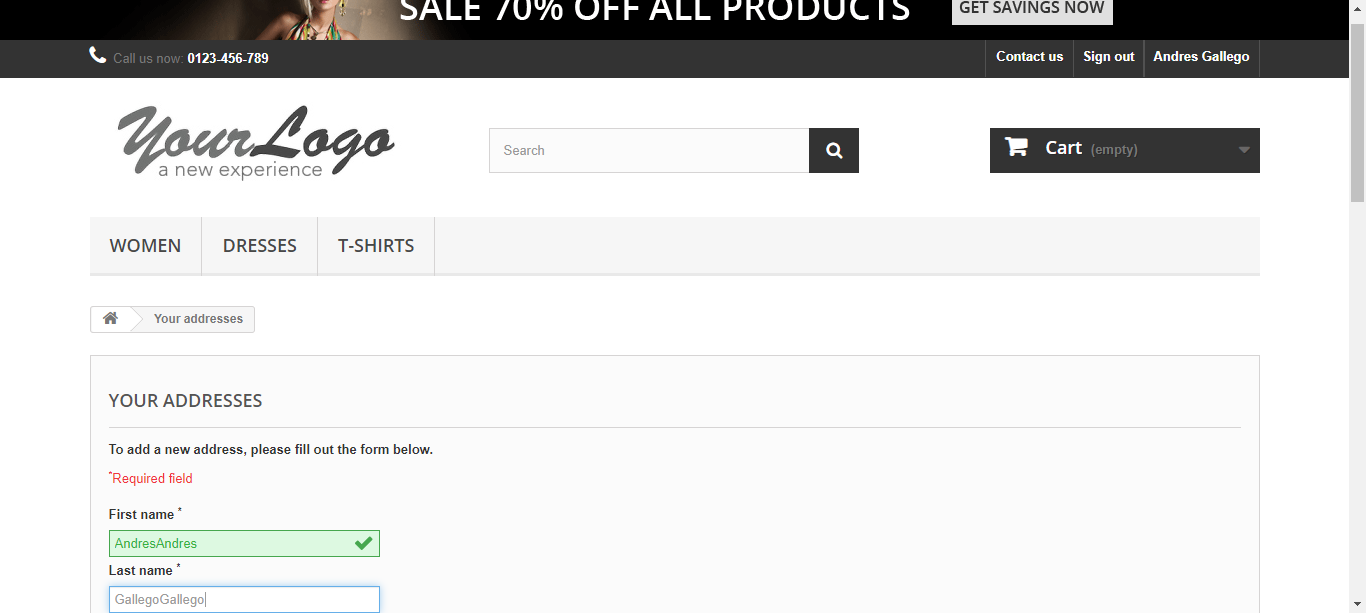 SALE 70% OFF ALL PRODUCTS
GET SAVINGS NOW
Call us now: 0123-456-789
Contact us
Sign out
Andres Gallego
YourLogo
a new experience
Search
Cart (empty)
WOMEN
DRESSES
T-SHIRTS
Your addresses
YOUR ADDRESSES
To add a new address, please fill out the form below.
*Required field
First name *
AndresAndres
Last name *
GallegoGallego